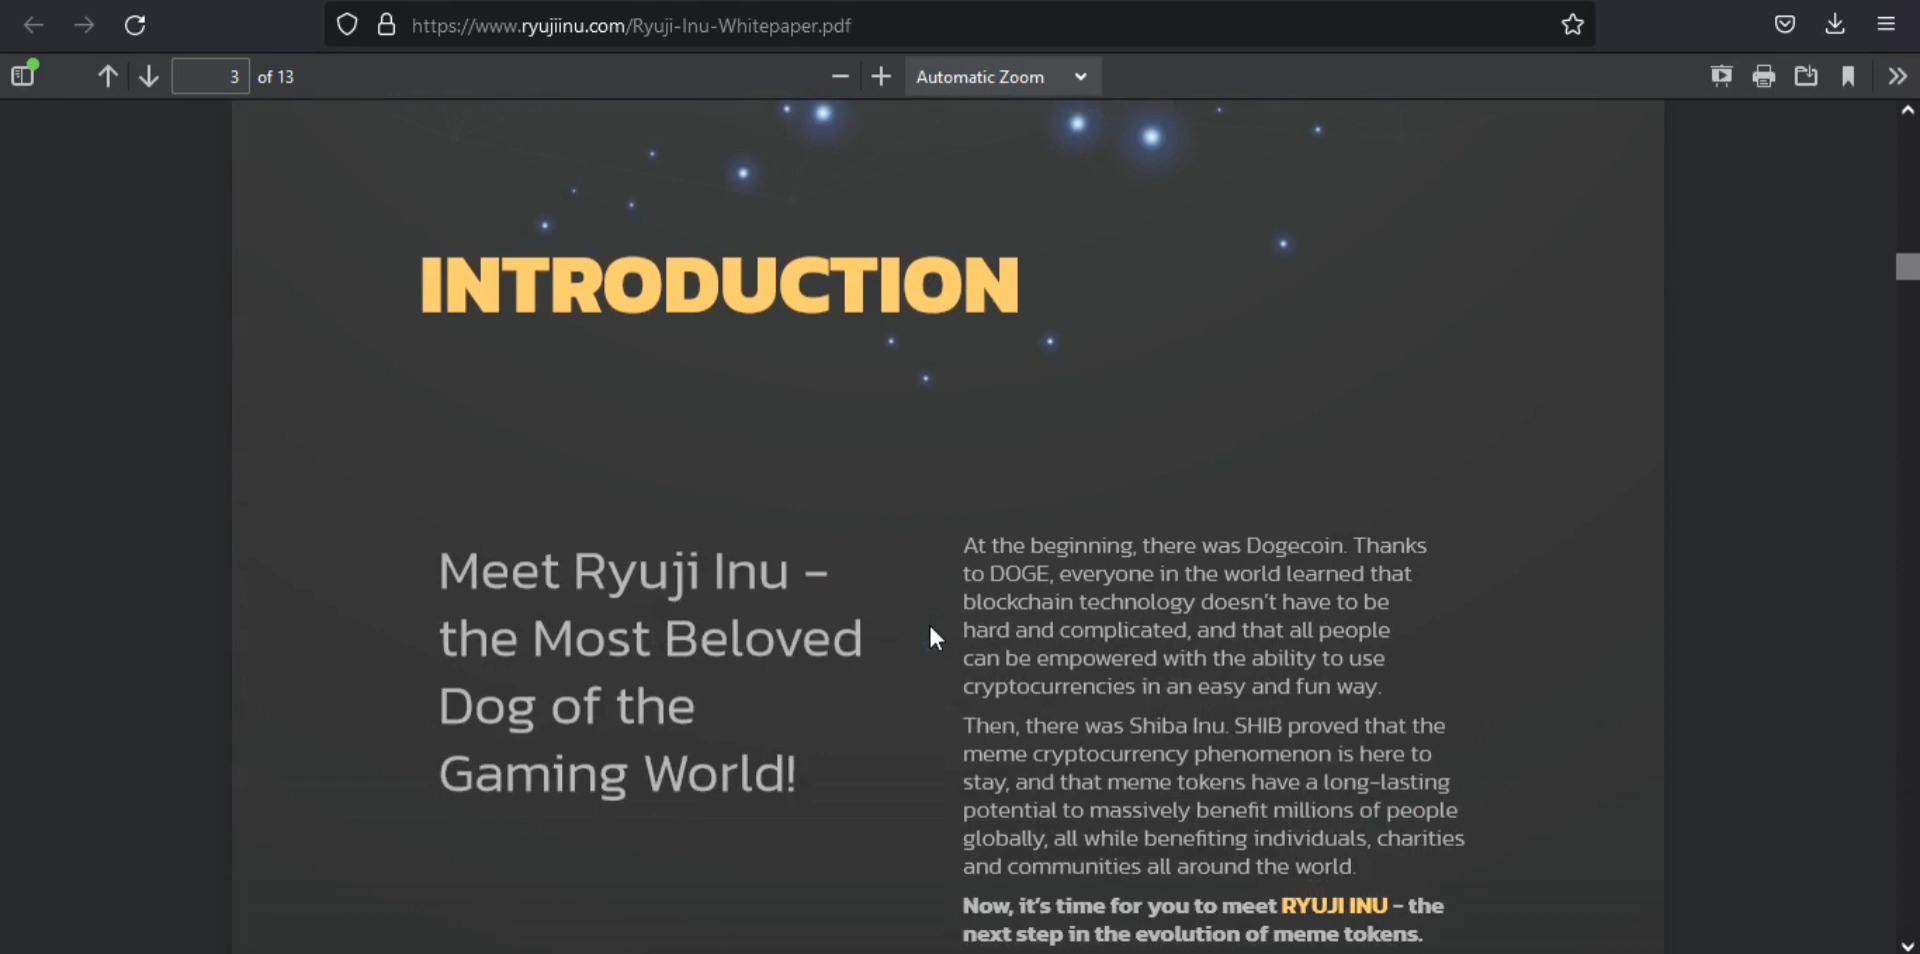 https://www.ryujiinu.com/Ryuji-Inu-Whitepaper.pdf
3 of 13
Automatic Zoom
INTRODUCTION
Meet Ryuji Inu –
the Most Beloved
Dog of the
Gaming World!
At the beginning, there was Dogecoin. Thanks
to DOGE, everyone in the world learned that
blockchain technology doesn't have to be
hard and complicated, and that all people
can be empowered with the ability to use
cryptocurrencies in an easy and fun way.
Then, there was Shiba Inu. SHIB proved that the
meme cryptocurrency phenomenon is here to
stay, and that meme tokens have a long-lasting
potential to massively benefit millions of people
globally, all while benefiting individuals, charities
and communities all around the world.
Now, it's time for you to meet RYUJI INU – the
next step in the evolution of meme tokens.